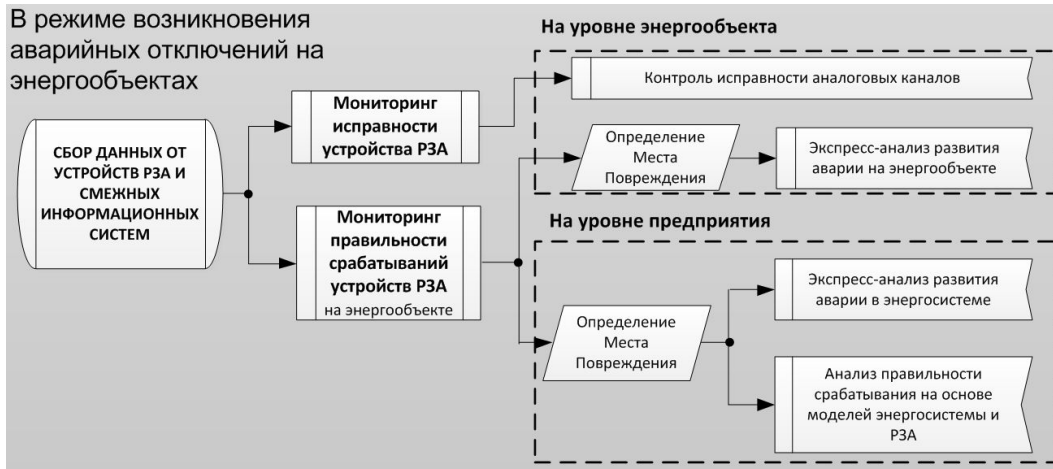 В режиме возникновения
аварийных отключений на
энергообъектах
СБОР ДАННЫХ ОТ
УСТРОЙСТВ РЗА И
СМЕЖНЫХ
ИНФОРМАЦИОННЫХ
СИСТЕМ
Мониторинг
исправности
устройства РЗА
Мониторинг
правильности
срабатываний
устройств РЗА
на энергообъекте
На уровне энергообъекта
Контроль исправности аналоговых каналов
Определение
Места
Повреждения
Экспресс-анализ развития
аварии на энергообъекте
На уровне предприятия
Определение
Места
Повреждения
Экспресс-анализ развития
аварии в энергосистеме
Анализ правильности
срабатывания на основе
моделей энергосистемы и
РЗА